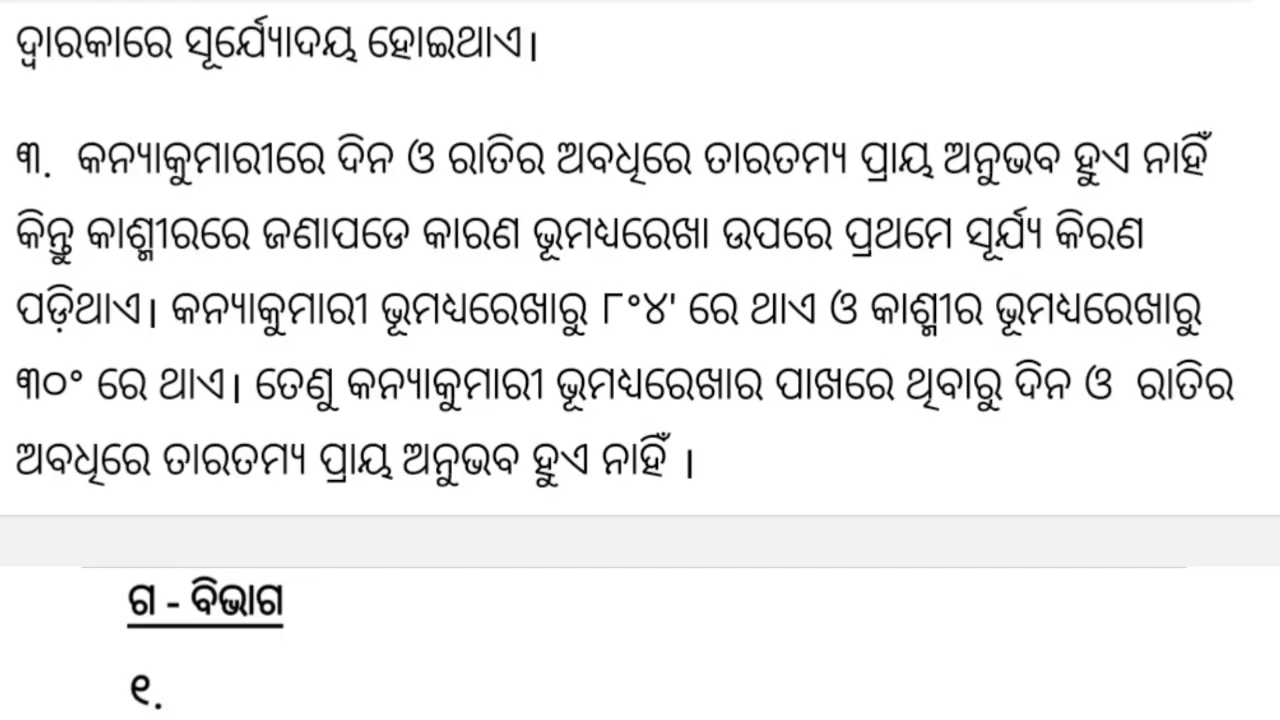 ଦ୍ୱାରକାରେ ସୂର୍ଯ୍ୟୋଦୟ ହୋଇଥାଏ।
୩. କନ୍ୟାକୁମାରୀରେ ଦିନ ଓ ରାତିର ଅବଧିରେ ତାରତମ୍ୟ ପ୍ରାୟ ଅନୁଭବ ହୁଏ ନାହିଁ
କିନ୍ତୁ କାଶ୍ମୀରରେ ଜଣାପଡେ କାରଣ ଭୂମଧ୍ୟରେଖା ଉପରେ ପ୍ରଥମେ ସୂର୍ଯ୍ୟ କିରଣ
ପଡ଼ିଥାଏ। କନ୍ୟାକୁମାରୀ ଭୂମଧ୍ୟରେଖାରୁ ୮°୪' ରେ ଥାଏ ଓ କାଶ୍ମୀର ଭୂମଧ୍ୟରେଖାରୁ
୩୦° ରେ ଥାଏ। ତେଣୁ କନ୍ୟାକୁମାରୀ ଭୂମଧ୍ୟରେଖାର ପାଖରେ ଥିବାରୁ ଦିନ ଓ ରାତିର
ଅବଧିରେ ତାରତମ୍ୟ ପ୍ରାୟ ଅନୁଭବ ହୁଏ ନାହିଁ ।
ଗ - ବିଭାଗ
୧.